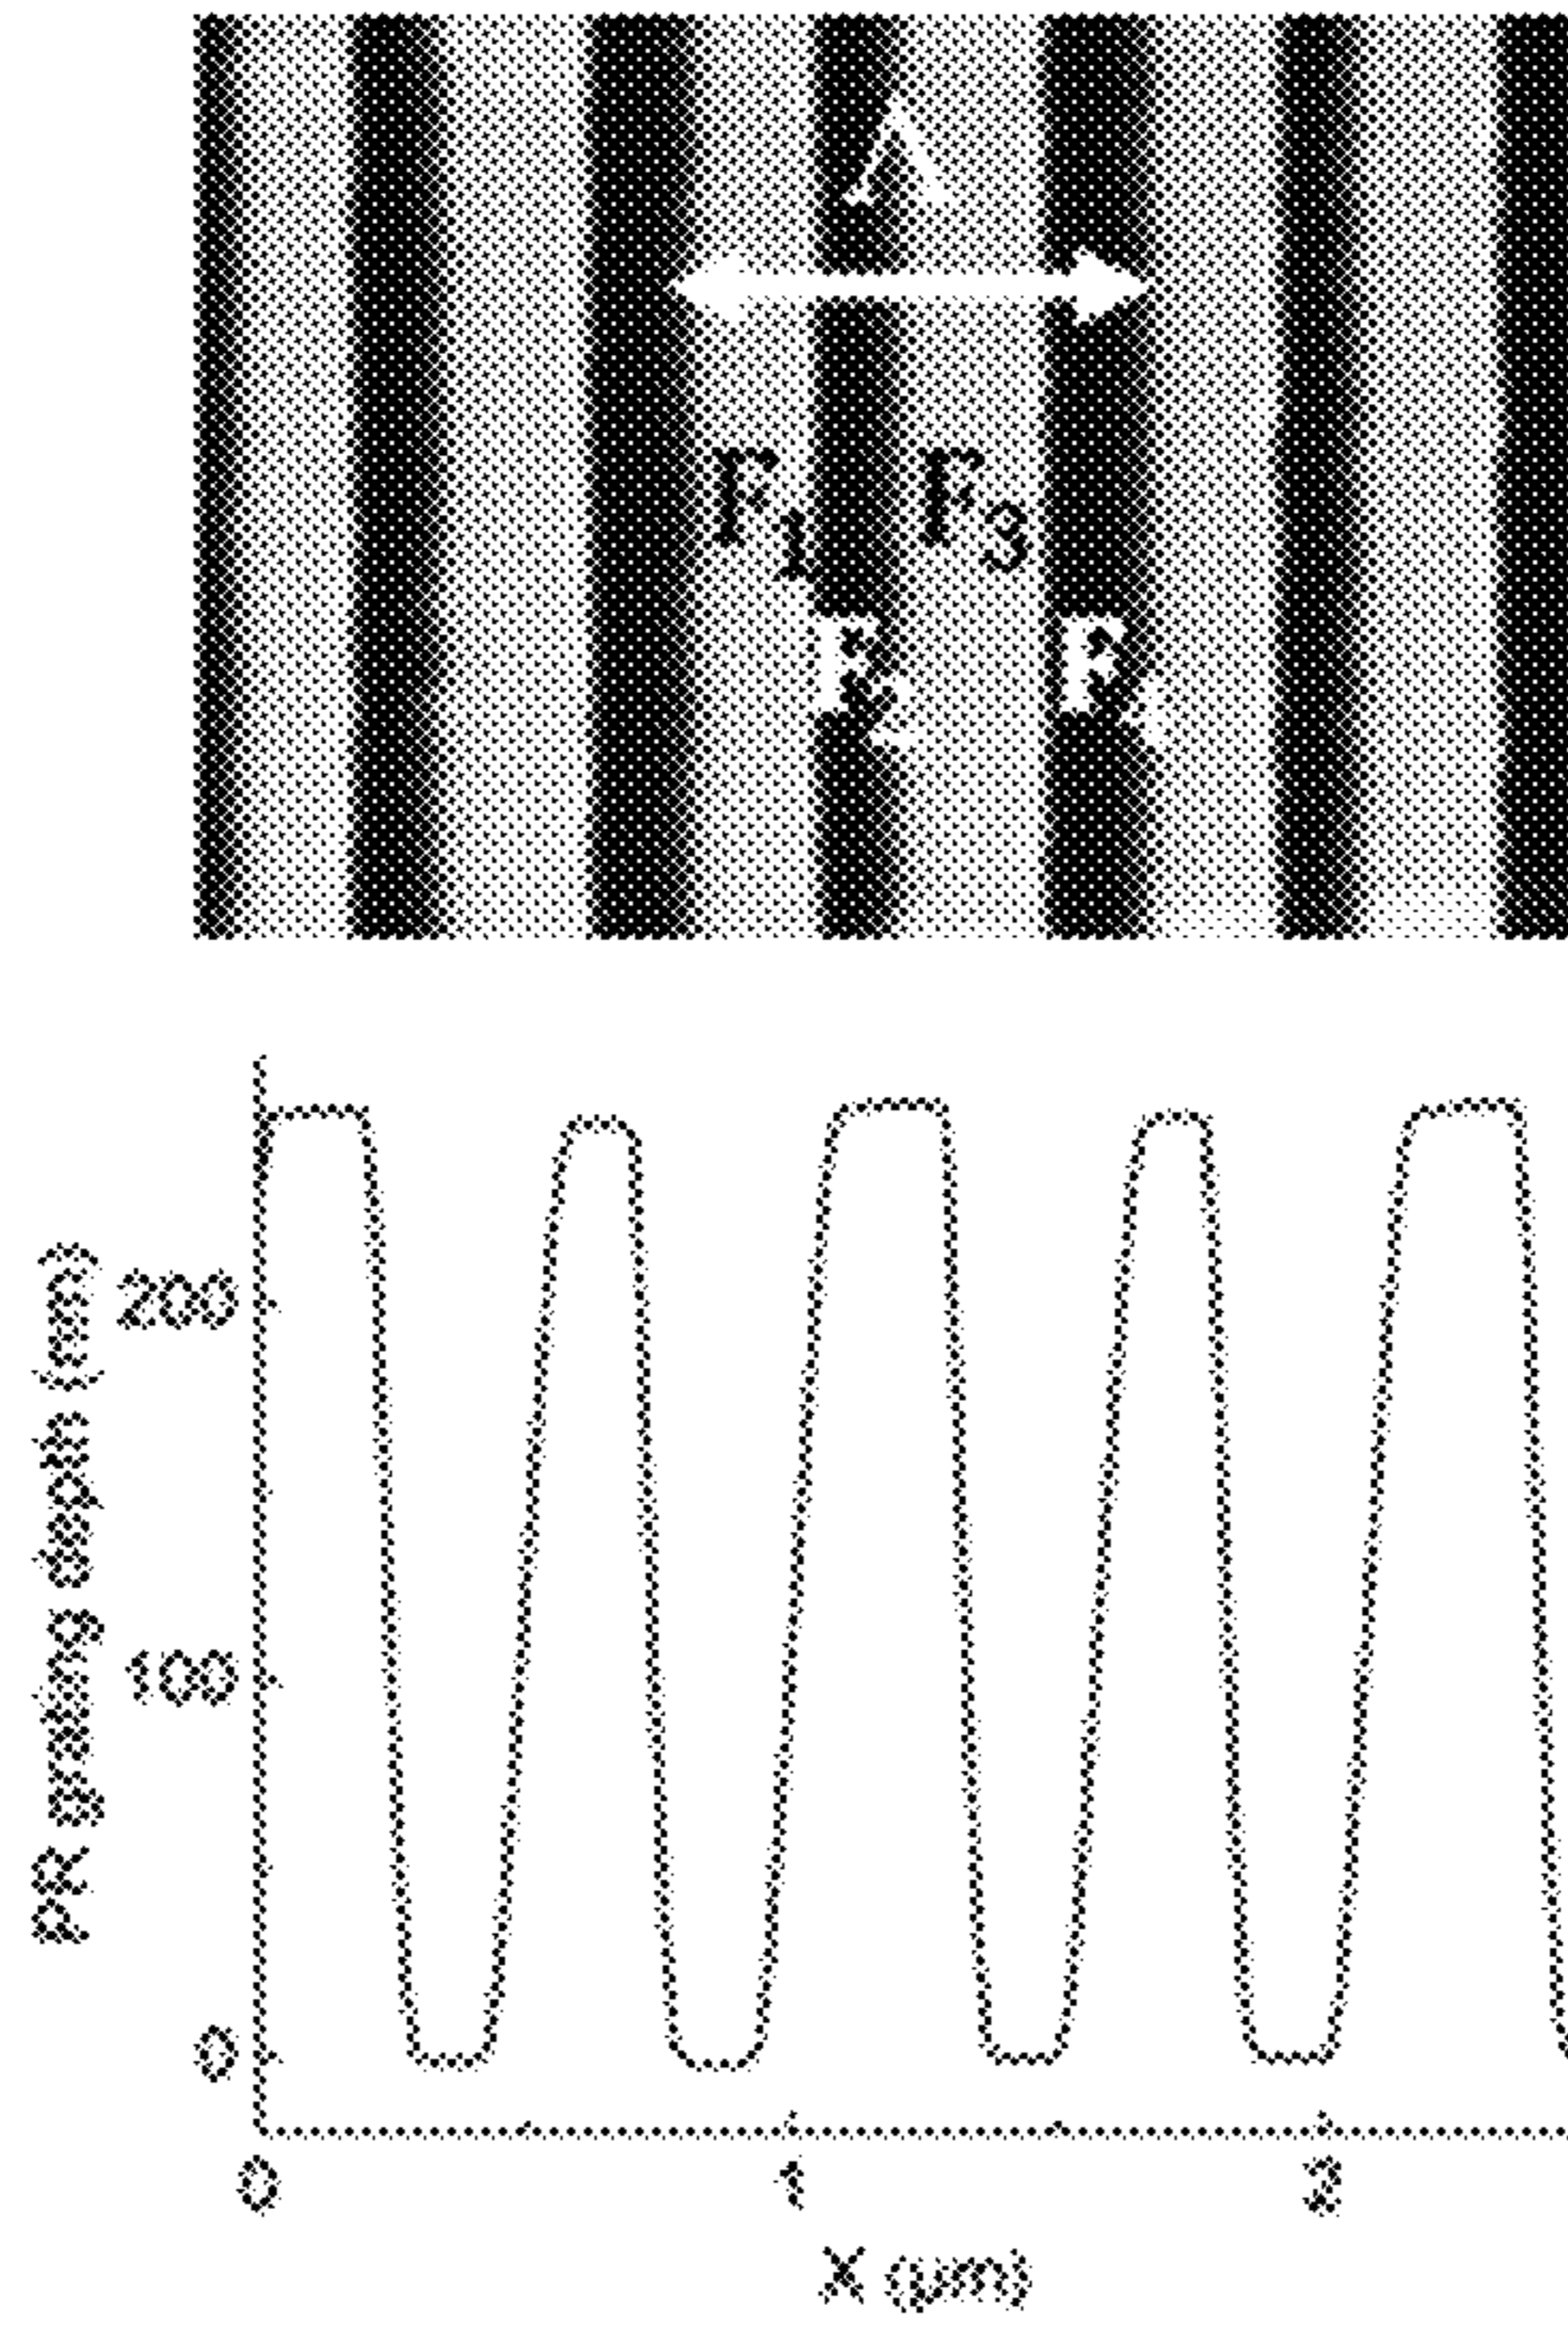 Λ
F1 F3
F2 F4
PR grating depth (nm)
200
100
0
0 1 2
X (μm)